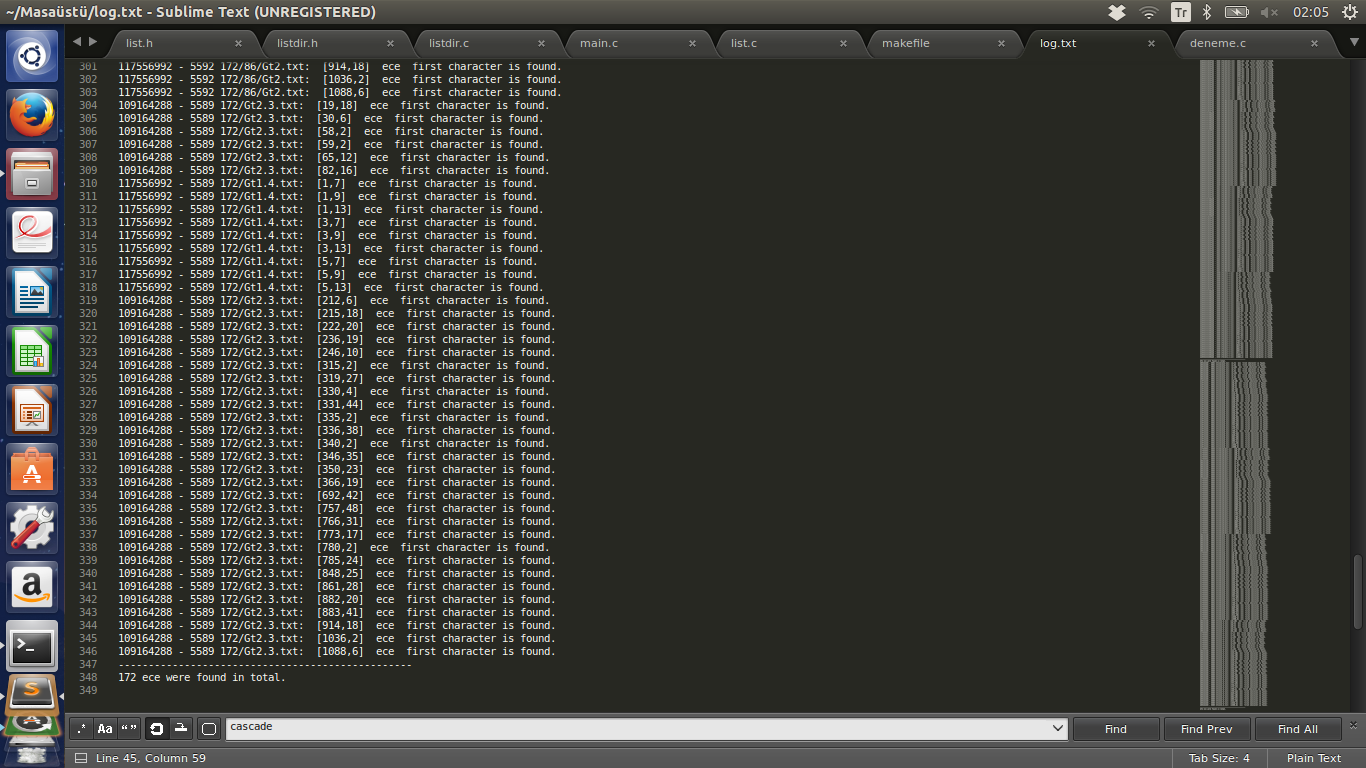 ~/Masaüstü/log.txt - Sublime Text (UNREGISTERED)
Tr
02:05
list.h
listdir.h
listdir.c
main.c
list.c
makefile
log.txt
deneme.c
301 117556992 - 5592 172/86/Gt2.txt: [914,18] ece first character is found.
302 117556992 - 5592 172/86/Gt2.txt: [1036,2] ece first character is found.
303 117556992 - 5592 172/86/Gt2.txt: [1088,6] ece first character is found.
304 109164288 - 5589 172/Gt2.3.txt: [19,18] ece first character is found.
305 109164288 - 5589 172/Gt2.3.txt: [30,6] ece first character is found.
306 109164288 - 5589 172/Gt2.3.txt: [58,2] ece first character is found.
307 109164288 - 5589 172/Gt2.3.txt: [59,2] ece first character is found.
308 109164288 - 5589 172/Gt2.3.txt: [65,12] ece first character is found.
309 109164288 - 5589 172/Gt2.3.txt: [82,16] ece first character is found.
310 117556992 - 5589 172/Gt1.4.txt: [1,7] ece first character is found.
311 117556992 - 5589 172/Gt1.4.txt: [1,9] ece first character is found.
312 117556992 - 5589 172/Gt1.4.txt: [1,13] ece first character is found.
313 117556992 - 5589 172/Gt1.4.txt: [3,7] ece first character is found.
314 117556992 - 5589 172/Gt1.4.txt: [3,9] ece first character is found.
315 117556992 - 5589 172/Gt1.4.txt: [3,13] ece first character is found.
316 117556992 - 5589 172/Gt1.4.txt: [5,7] ece first character is found.
317 117556992 - 5589 172/Gt1.4.txt: [5,9] ece first character is found.
318 117556992 - 5589 172/Gt1.4.txt: [5,13] ece first character is found.
319 109164288 - 5589 172/Gt2.3.txt: [212,6] ece first character is found.
320 109164288 - 5589 172/Gt2.3.txt: [215,18] ece first character is found.
321 109164288 - 5589 172/Gt2.3.txt: [222,20] ece first character is found.
322 109164288 - 5589 172/Gt2.3.txt: [236,19] ece first character is found.
323 109164288 - 5589 172/Gt2.3.txt: [246,10] ece first character is found.
324 109164288 - 5589 172/Gt2.3.txt: [315,2] ece first character is found.
325 109164288 - 5589 172/Gt2.3.txt: [319,27] ece first character is found.
326 109164288 - 5589 172/Gt2.3.txt: [330,4] ece first character is found.
327 109164288 - 5589 172/Gt2.3.txt: [331,44] ece first character is found.
328 109164288 - 5589 172/Gt2.3.txt: [335,2] ece first character is found.
329 109164288 - 5589 172/Gt2.3.txt: [336,38] ece first character is found.
330 109164288 - 5589 172/Gt2.3.txt: [340,2] ece first character is found.
331 109164288 - 5589 172/Gt2.3.txt: [346,35] ece first character is found.
332 109164288 - 5589 172/Gt2.3.txt: [350,23] ece first character is found.
333 109164288 - 5589 172/Gt2.3.txt: [366,19] ece first character is found.
334 109164288 - 5589 172/Gt2.3.txt: [692,42] ece first character is found.
335 109164288 - 5589 172/Gt2.3.txt: [757,48] ece first character is found.
336 109164288 - 5589 172/Gt2.3.txt: [766,31] ece first character is found.
337 109164288 - 5589 172/Gt2.3.txt: [773,17] ece first character is found.
338 109164288 - 5589 172/Gt2.3.txt: [780,2] ece first character is found.
339 109164288 - 5589 172/Gt2.3.txt: [785,24] ece first character is found.
340 109164288 - 5589 172/Gt2.3.txt: [848,25] ece first character is found.
341 109164288 - 5589 172/Gt2.3.txt: [861,28] ece first character is found.
342 109164288 - 5589 172/Gt2.3.txt: [882,20] ece first character is found.
343 109164288 - 5589 172/Gt2.3.txt: [883,41] ece first character is found.
344 109164288 - 5589 172/Gt2.3.txt: [914,18] ece first character is found.
345 109164288 - 5589 172/Gt2.3.txt: [1036,2] ece first character is found.
346 109164288 - 5589 172/Gt2.3.txt: [1088,6] ece first character is found.
347 -------------------------------------------------
348 172 ece were found in total.
349
.* Aa “” cascade Find Find Prev Find All
Line 45, Column 59
Tab Size: 4
Plain Text